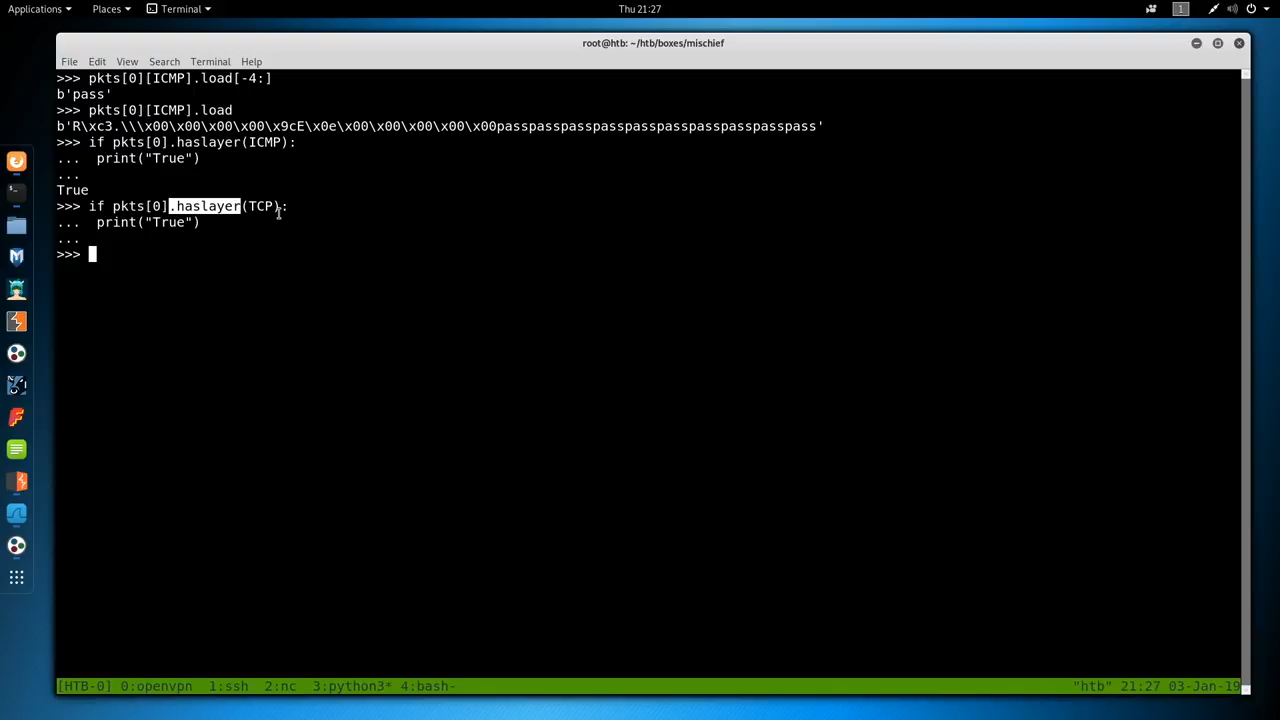 Applications Places Terminal Thu 21:27 1
root@htb: ~/htb/boxes/mischief
File Edit View Search Terminal Help
>>> pkts[0][ICMP].load[-4:]
b'pass'
>>> pkts[0][ICMP].load
b'R\xc3.\\\x00\x00\x00\x00\x9cE\x0e\x00\x00\x00\x00\x00passpasspasspasspasspasspasspasspasspass'
>>> if pkts[0].haslayer(ICMP):
...  print("True")
...
True
>>> if pkts[0].haslayer(TCP):
...  print("True")
...
>>>
[HTB-0] 0:openvpn  1:ssh  2:nc  3:python3* 4:bash- "htb" 21:27 03-Jan-19